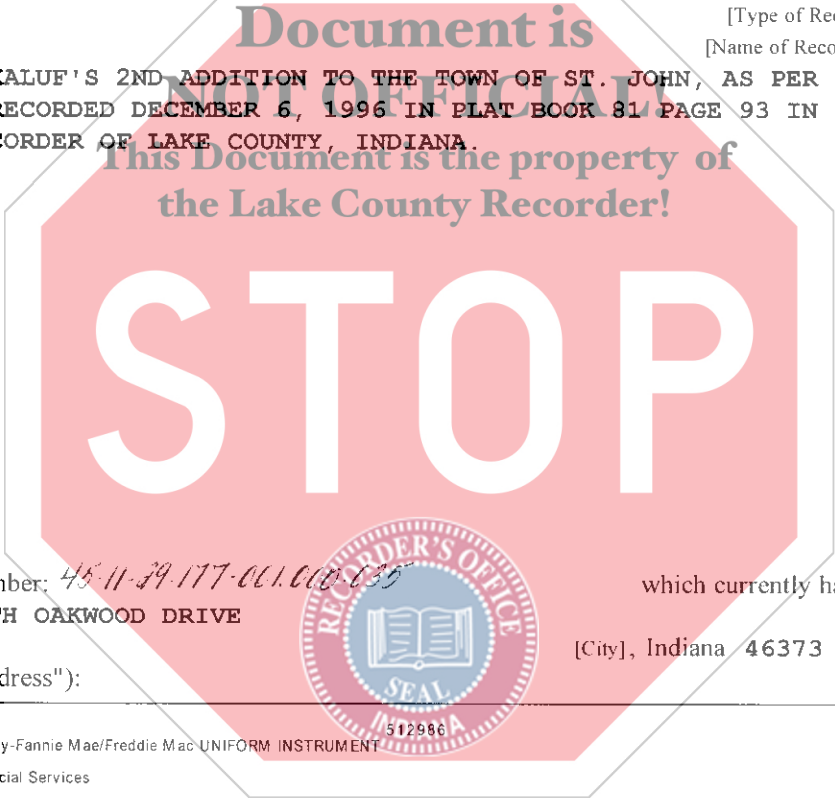 Document is
[Type of Rec
[Name of Reco
KALUF'S 2ND ADDITION TO THE TOWN OF ST. JOHN, AS PER
NOT OFFICIAL!
RECORDED DECEMBER 6, 1996 IN PLAT BOOK 81 PAGE 93 IN
CORDER OF LAKE COUNTY, INDIANA.
This Document is the property of
the Lake County Recorder!
STOP
nber: 45-11-29-177-001.000-035
which currently ha
TH OAKWOOD DRIVE
[City], Indiana 46373
dress"):
RECORDER'S OFFICE
SEAL
INDIANA
512986
y-Fannie Mae/Freddie Mac UNIFORM INSTRUMENT
cial Services